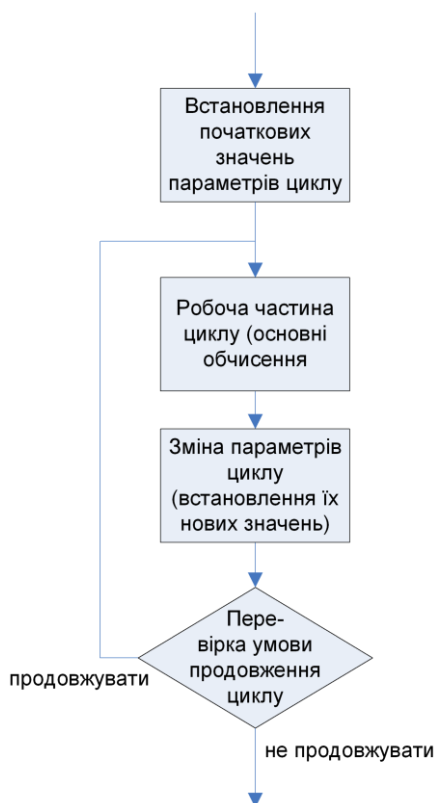 Встановлення
початкових
значень
параметрів циклу
Робоча частина
циклу (основні
обчисення
Зміна параметрів
циклу
(встановлення їх
нових значень)
Пере-
вірка умови
продовження
циклу
продовжувати
не продовжувати